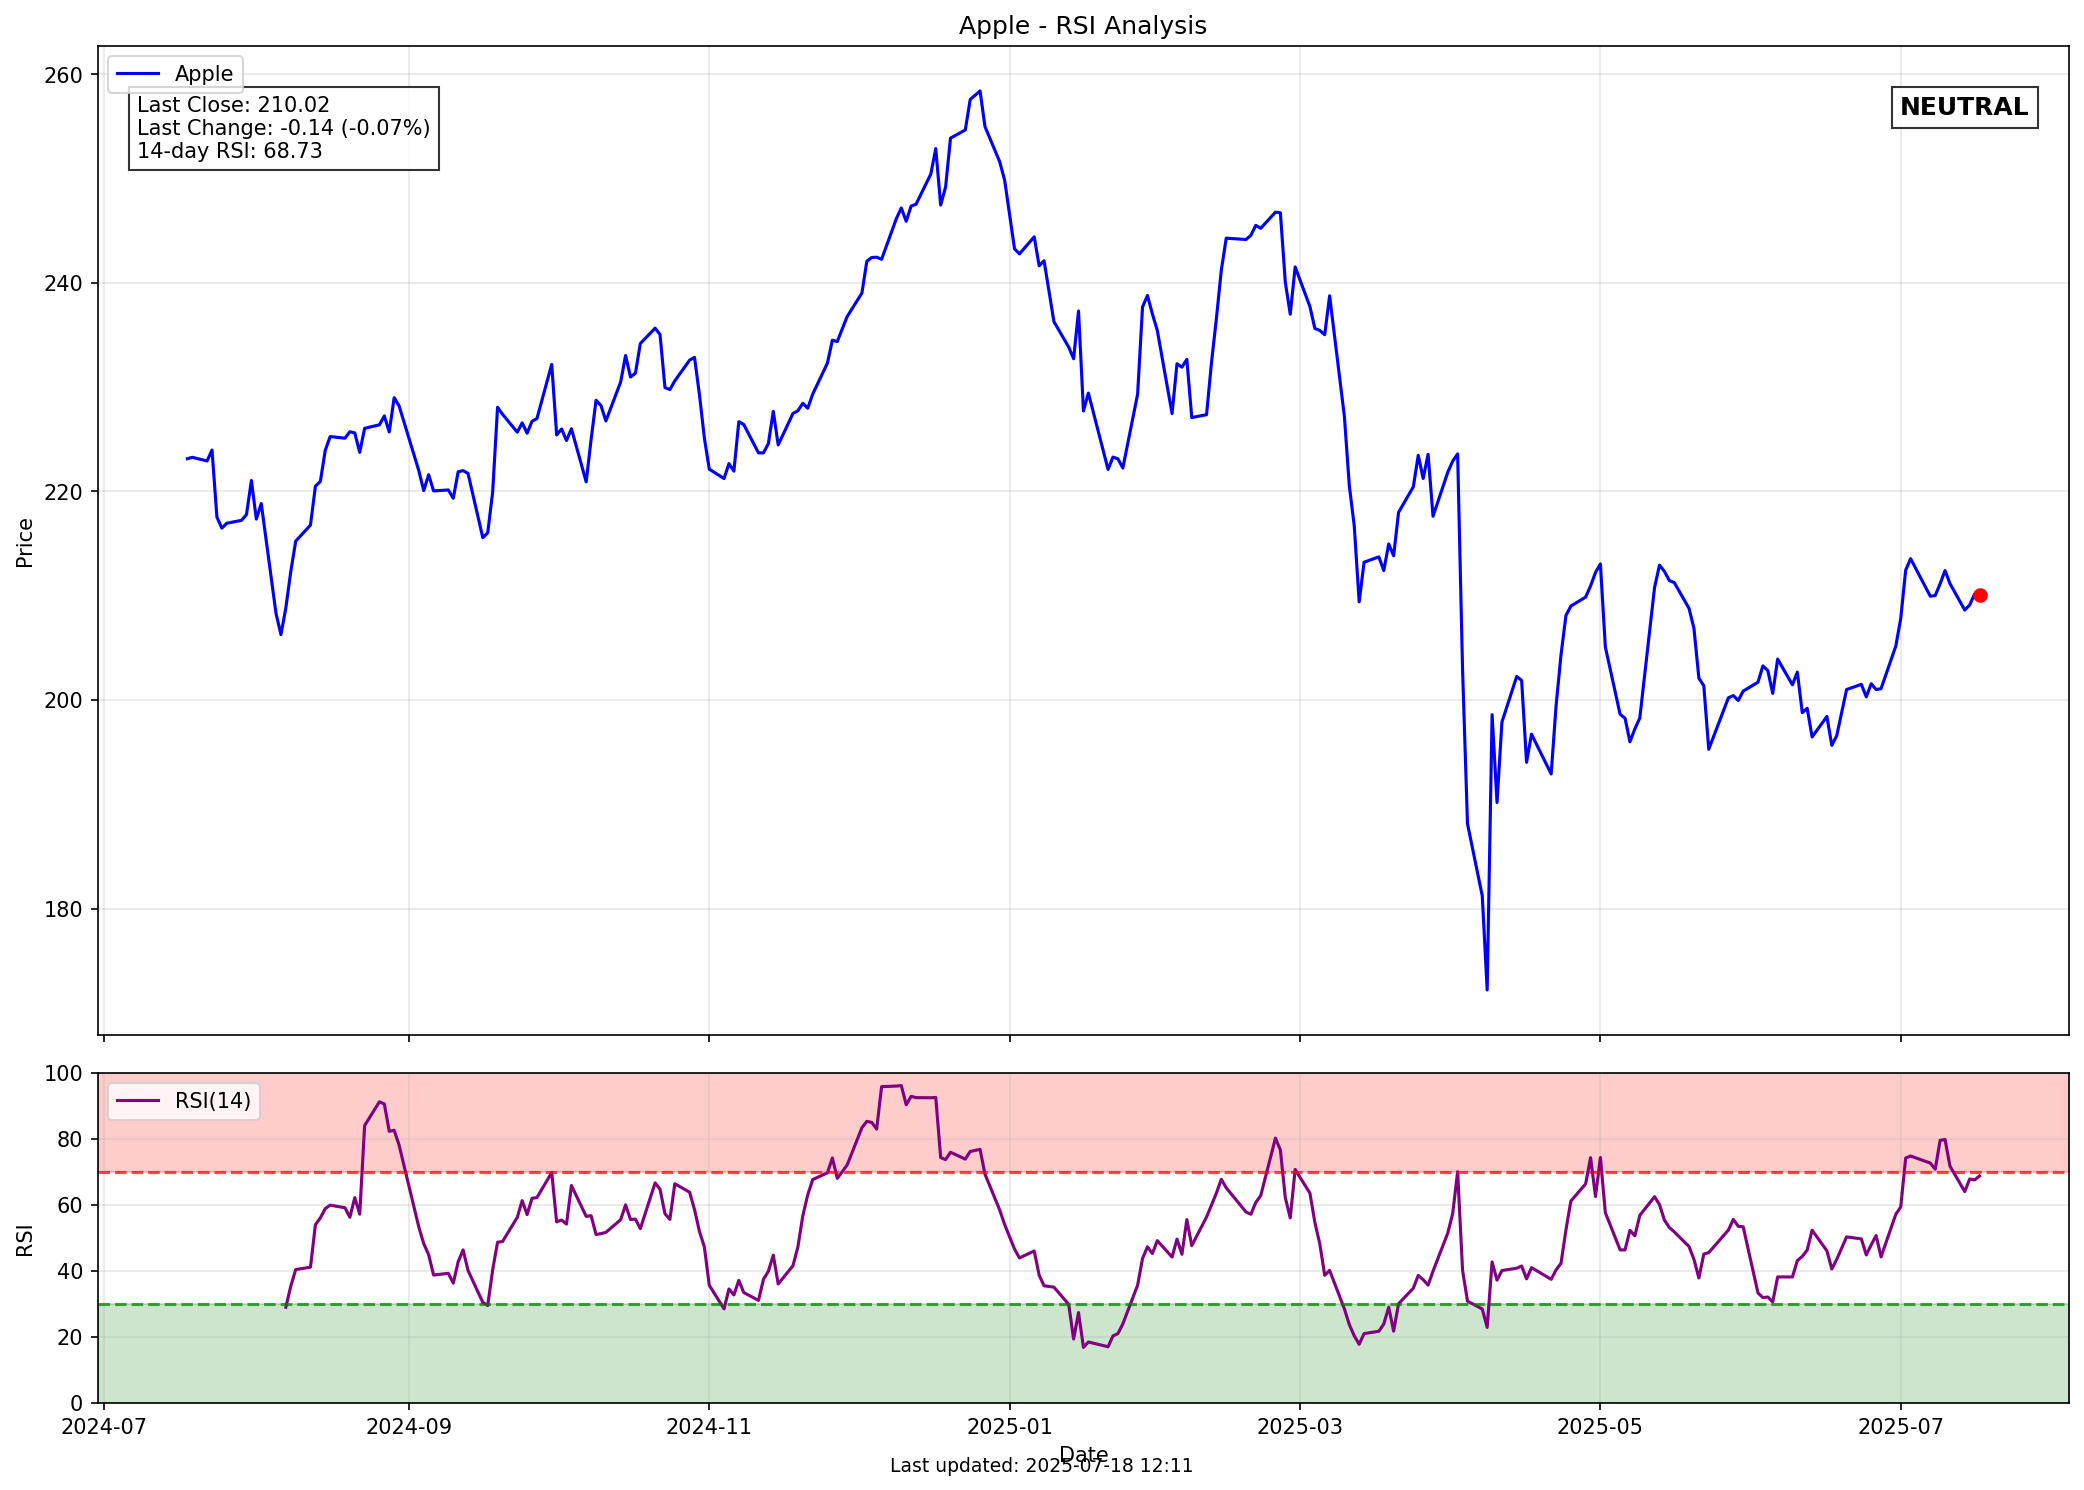 Apple - RSI Analysis
Apple
Last Close: 210.02
Last Change: -0.14 (-0.07%)
14-day RSI: 68.73
NEUTRAL
260
240
220
200
180
Price
RSI(14)
100
80
60
40
20
0
RSI
2024-07
2024-09
2024-11
2025-01
2025-03
2025-05
2025-07
Date
Last updated: 2025-07-18 12:11